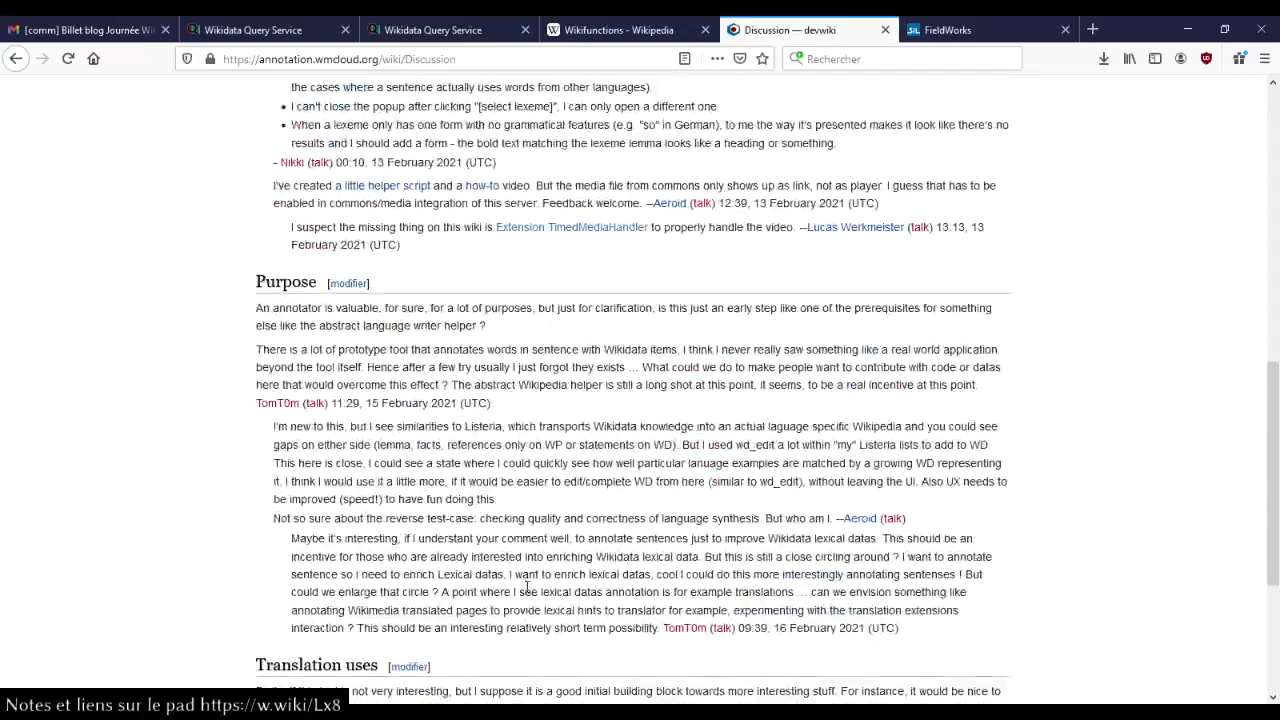 [comm] Billet blog Journée Wi
Wikidata Query Service
Wikidata Query Service
Wikifunctions - Wikipedia
Discussion — devwiki
FieldWorks
https://annotation.wmcloud.org/wiki/Discussion
Rechercher
the cases where a sentence actually uses words from other languages).
I can't close the popup after clicking "[select lexeme]", I can only open a different one
When a lexeme only has one form with no grammatical features (e.g. "so" in German), to me the way it's presented makes it look like there's no
results and I should add a form - the bold text matching the lexeme lemma looks like a heading or something.
- Nikki (talk) 00:10, 13 February 2021 (UTC)
I've created a little helper script and a how-to video. But the media file from commons only shows up as link, not as player. I guess that has to be
enabled in commons/media integration of this server. Feedback welcome. --Aeroid (talk) 12:39, 13 February 2021 (UTC)
I suspect the missing thing on this wiki is Extension TimedMediaHandler to properly handle the video. --Lucas Werkmeister (talk) 13:13, 13
February 2021 (UTC)
Purpose [modifier]
An annotator is valuable, for sure, for a lot of purposes, but just for clarification, is this just an early step like one of the prerequisites for something
else like the abstract language writer helper ?
There is a lot of prototype tool that annotates words in sentence with Wikidata items, I think I never really saw something like a real world application
beyond the tool itself. Hence after a few try usually I just forgot they exists ... What could we do to make people want to contribute with code or datas
here that would overcome this effect ? The abstract Wikipedia helper is still a long shot at this point, it seems, to be a real incentive at this point.
TomT0m (talk) 11:29, 15 February 2021 (UTC)
I'm new to this, but I see similarities to Listeria, which transports Wikidata knowledge into an actual laguage specific Wikipedia and you could see
gaps on either side (lemma, facts, references only on WP or statements on WD). But I used wd_edit a lot within "my" Listeria lists to add to WD
This here is close, I could see a state where I could quickly see how well particular lanuage examples are matched by a growing WD representing
it. I think I would use it a little more, if it would be easier to edit/complete WD from here (similar to wd_edit), without leaving the UI. Also UX needs to
be improved (speed!) to have fun doing this.
Not so sure about the reverse test-case: checking quality and correctness of language synthesis. But who am I. --Aeroid (talk)
Maybe it's interesting, if I understant your comment well, to annotate sentences just to improve Wikidata lexical datas. This should be an
incentive for those who are already interested into enriching Wikidata lexical data. But this is still a close circling around ? I want to annotate
sentence so I need to enrich Lexical datas, I want to enrich lexical datas, cool I could do this more interestingly annotating sentences ! But
could we enlarge that circle ? A point where I see lexical datas annotation is for example translations ... can we envision something like
annotating Wikimedia translated pages to provide lexical hints to translator for example, experimenting with the translation extensions
interaction ? This should be an interesting relatively short term possibility. TomT0m (talk) 09:39, 16 February 2021 (UTC)
Translation uses [modifier]
not very interesting, but I suppose it is a good initial building block towards more interesting stuff. For instance, it would be nice to
Notes et liens sur le pad https://w.wiki/Lx8